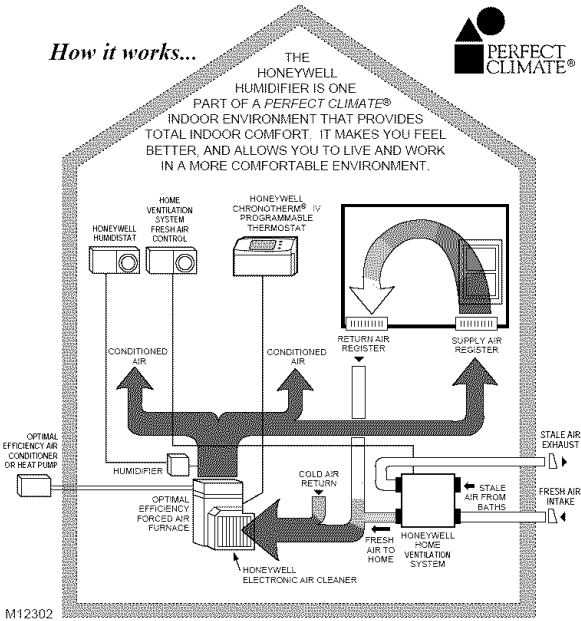 How it works...
PERFECT
CLIMATE®
THE
HONEYWELL
HUMIDIFIER IS ONE
PART OF A PERFECT CLIMATE®
INDOOR ENVIRONMENT THAT PROVIDES
TOTAL INDOOR COMFORT. IT MAKES YOU FEEL
BETTER, AND ALLOWS YOU TO LIVE AND WORK
IN A MORE COMFORTABLE ENVIRONMENT.
HONEYWELL
HUMIDISTAT
HOME
VENTILATION
SYSTEM
FRESH AIR
CONTROL
HONEYWELL
CHRONOTHERM® IV
PROGRAMMABLE
THERMOSTAT
RETURN AIR
REGISTER
SUPPLY AIR
REGISTER
CONDITIONED
AIR
CONDITIONED
AIR
OPTIMAL
EFFICIENCY AIR
CONDITIONER
OR HEAT PUMP
HUMIDIFIER
OPTIMAL
EFFICIENCY
FORCED AIR
FURNACE
COLD AIR
RETURN
STALE
AIR FROM
BATHS
STALE AIR
EXHAUST
FRESH AIR
INTAKE
FRESH
AIR TO
HOME
HONEYWELL
HOME
VENTILATION
SYSTEM
HONEYWELL
ELECTRONIC AIR CLEANER
M12302